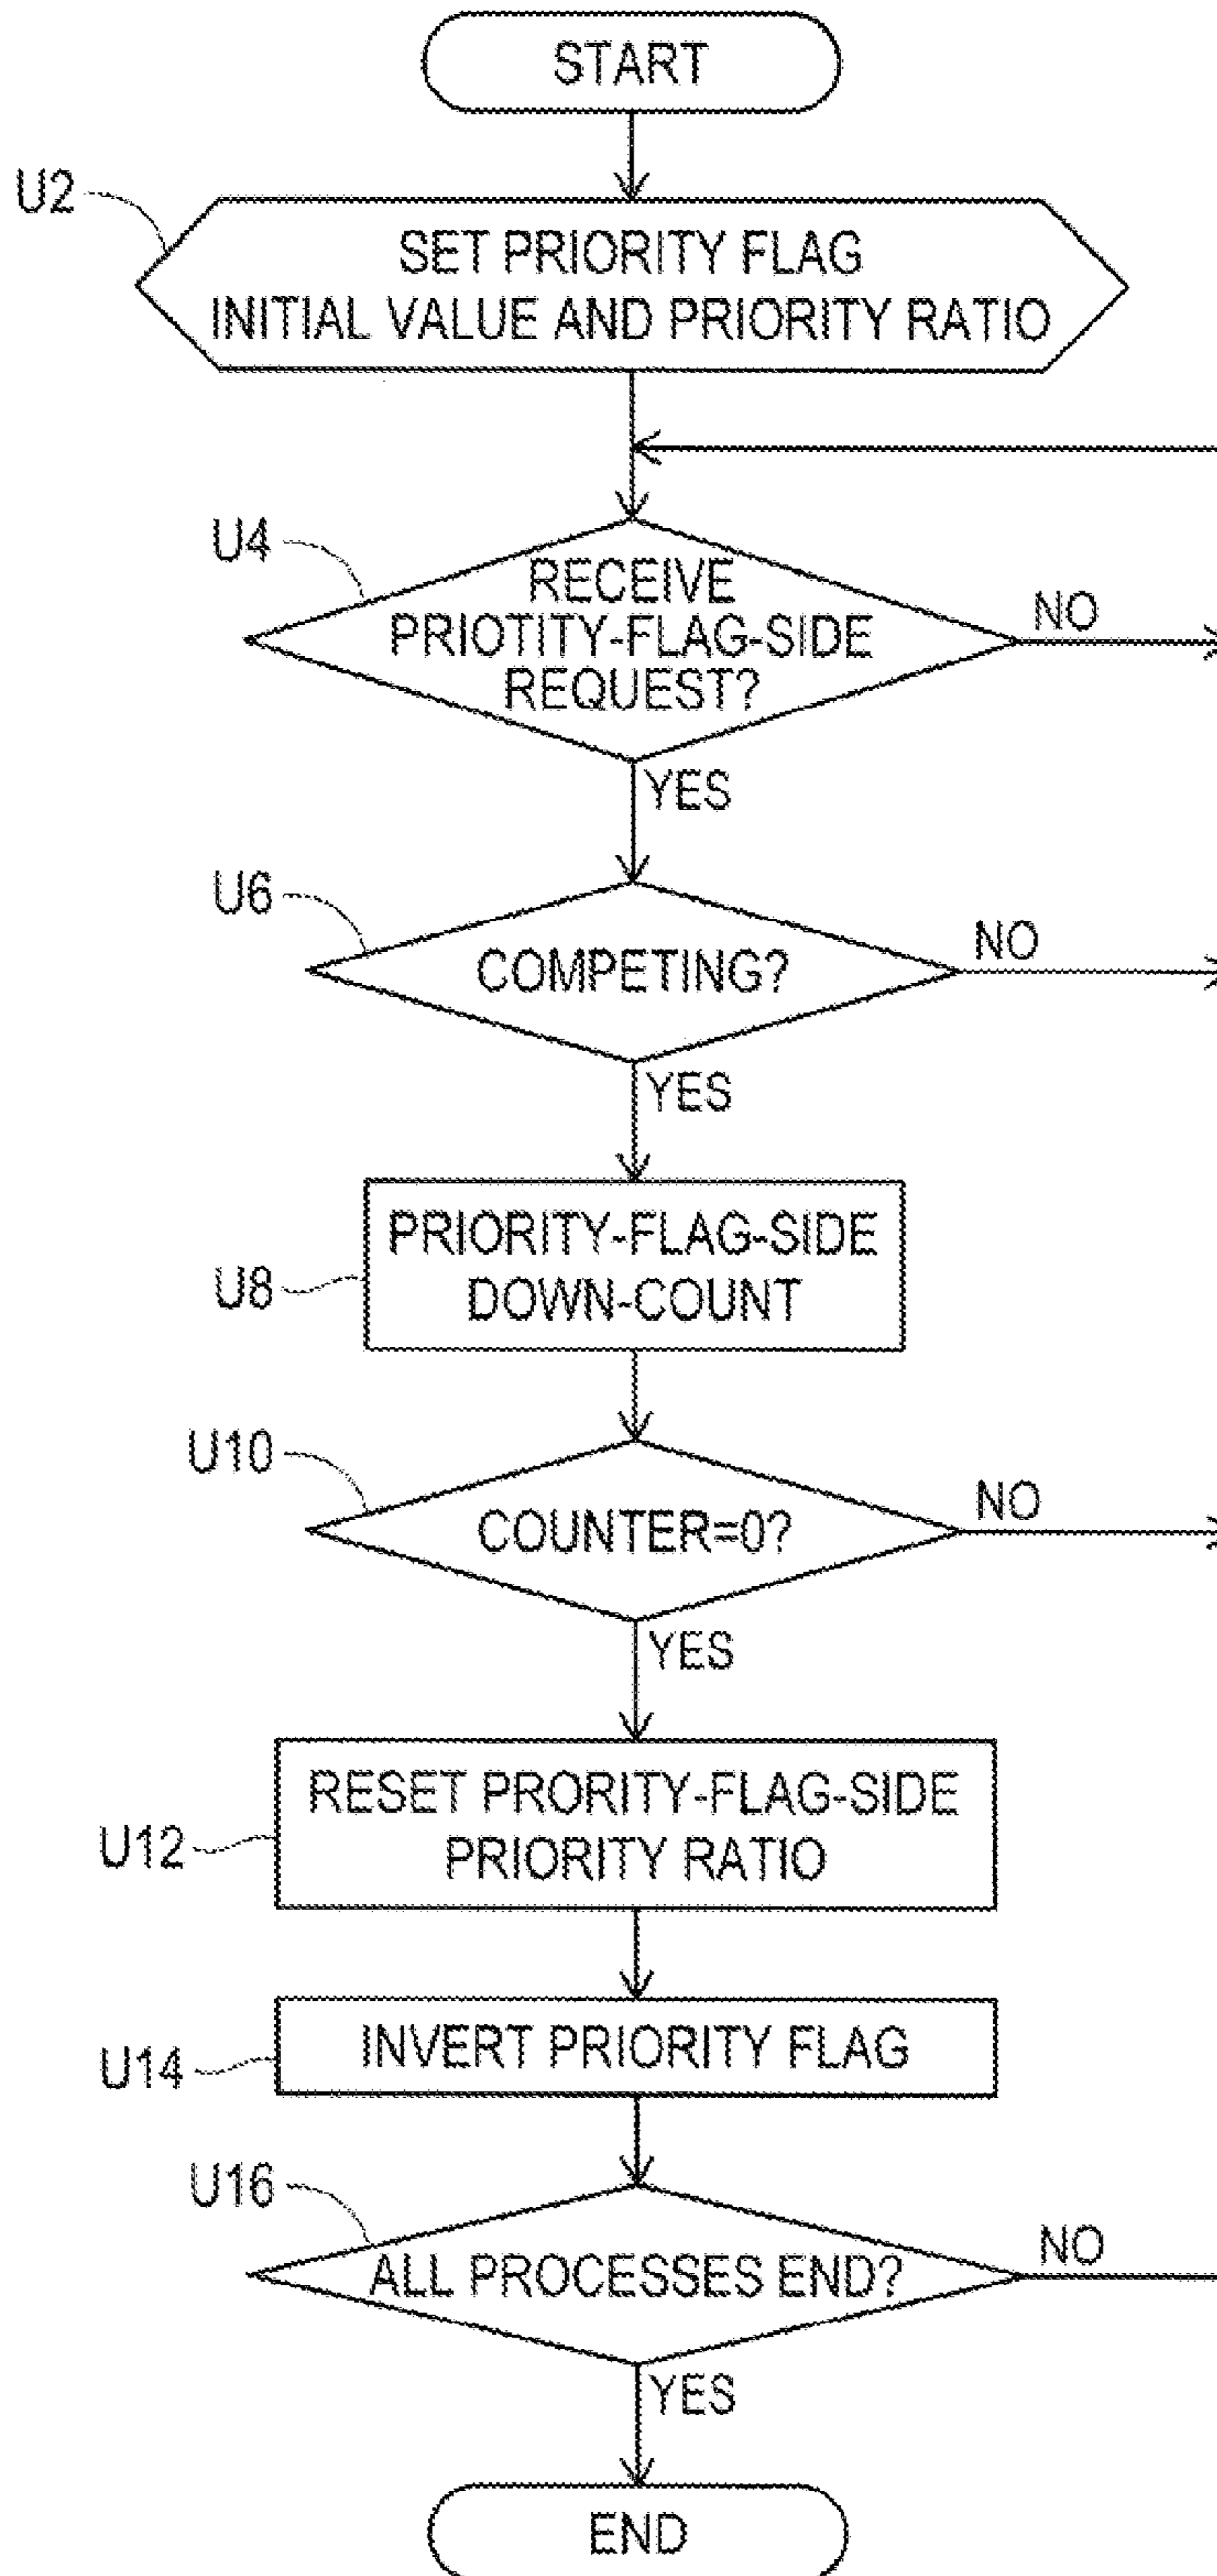 START
U2
SET PRIORITY FLAG
INITIAL VALUE AND PRIORITY RATIO
U4
RECEIVE
PRIOTITY-FLAG-SIDE
REQUEST?
NO
YES
U6
COMPETING?
NO
YES
U8
PRIORITY-FLAG-SIDE
DOWN-COUNT
U10
COUNTER=0?
NO
YES
U12
RESET PRORITY-FLAG-SIDE
PRIORITY RATIO
U14
INVERT PRIORITY FLAG
U16
ALL PROCESSES END?
NO
YES
END